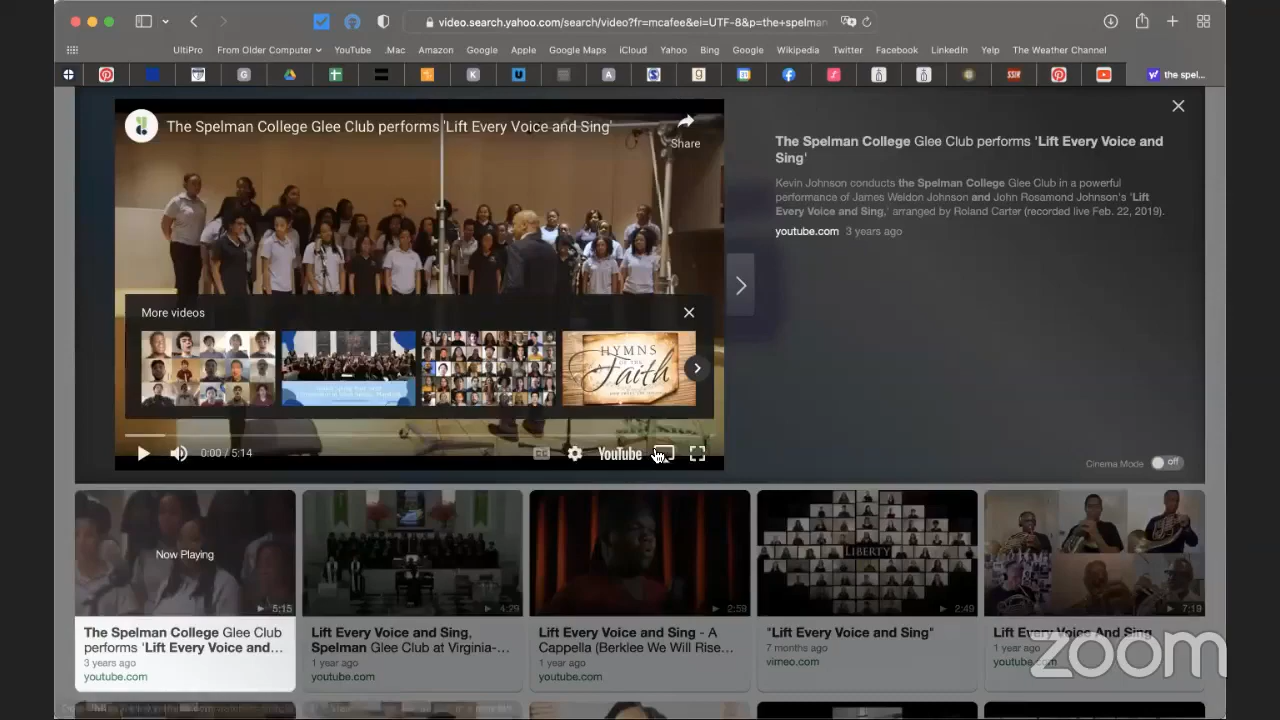 video.search.yahoo.com/search/video?fr=mcafee&ei=UTF-8&p=the+spelman
UltiPro
From Older Computer
YouTube
.Mac
Amazon
Google
Apple
Google Maps
iCloud
Yahoo
Bing
Google
Wikipedia
Twitter
Facebook
LinkedIn
Yelp
The Weather Channel
the spel...
The Spelman College Glee Club performs 'Lift Every Voice and Sing'
Share
The Spelman College Glee Club performs 'Lift Every Voice and
Sing'
Kevin Johnson conducts the Spelman College Glee Club in a powerful
performance of James Weldon Johnson and John Rosamond Johnson's 'Lift
Every Voice and Sing,' arranged by Roland Carter (recorded live Feb. 22, 2019).
youtube.com 3 years ago
More videos
HYMNS
OF THE
Faith
0:00 / 5:14
CC
YouTube
Cinema Mode
off
Now Playing
5:15
4:29
2:59
LIBERTY
2:49
7:19
The Spelman College Glee Club
performs 'Lift Every Voice and...
3 years ago
youtube.com
Lift Every Voice and Sing,
Spelman Glee Club at Virginia-...
1 year ago
youtube.com
Lift Every Voice and Sing - A
Cappella (Berklee We Will Rise...
1 year ago
youtube.com
"Lift Every Voice and Sing"
7 months ago
vimeo.com
Lift Every Voice And Sing
1 year ago
youtube.com
zoom